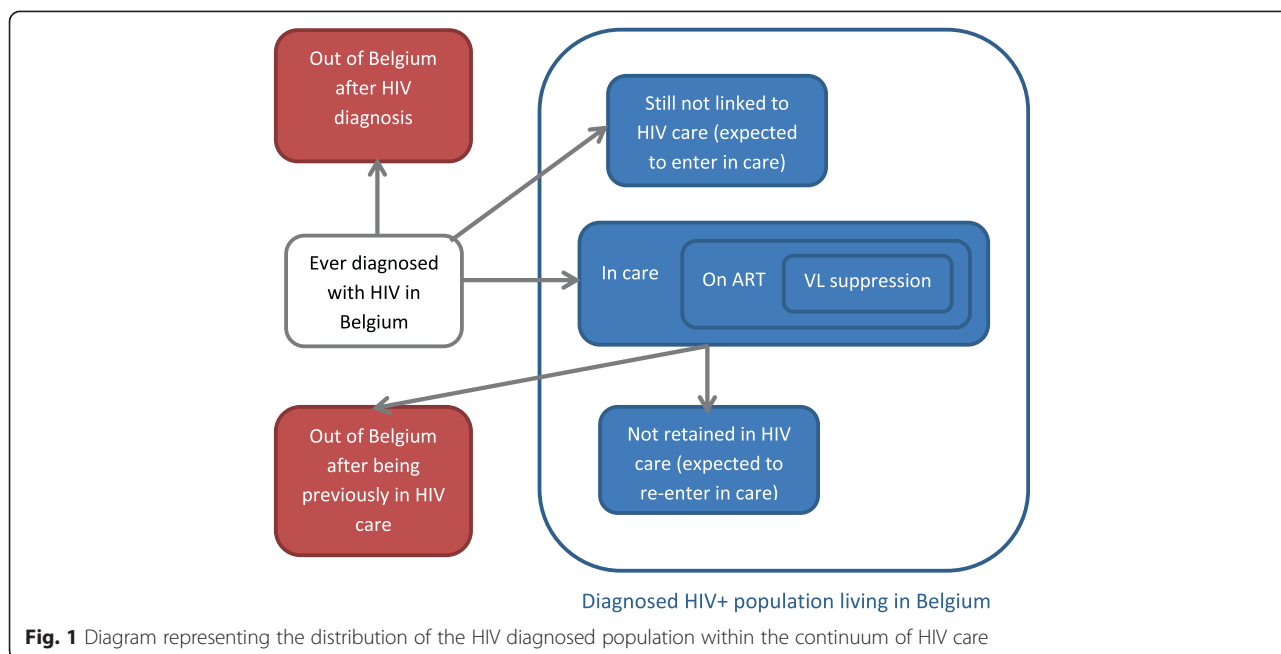 Out of Belgium
after HIV
diagnosis
Still not linked to
HIV care (expected
to enter in care)
Ever diagnosed
with HIV in
Belgium
In care
On ART
VL suppression
Out of Belgium
after being
previously in HIV
care
Not retained in HIV
care (expected to
re-enter in care)
Diagnosed HIV+ population living in Belgium
Fig. 1 Diagram representing the distribution of the HIV diagnosed population within the continuum of HIV care